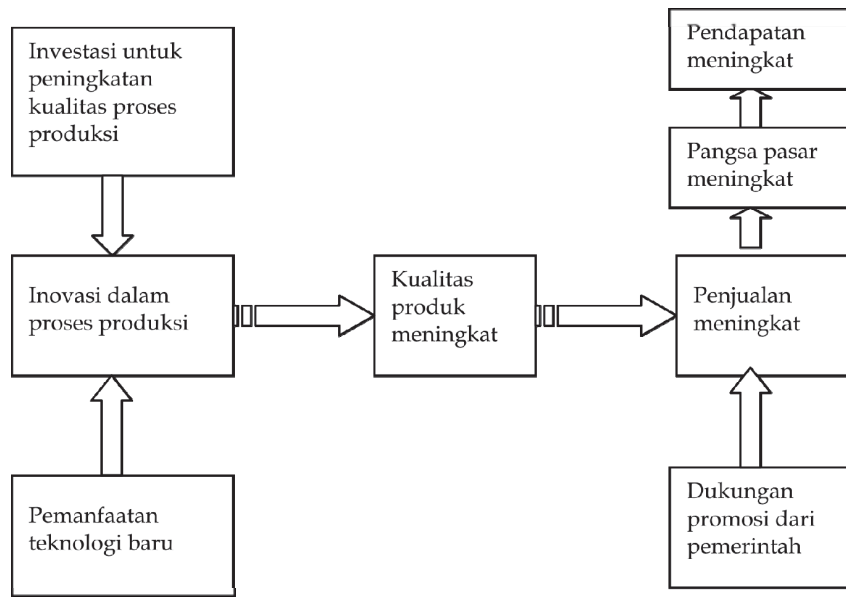 Investasi untuk
peningkatan
kualitas proses
produksi
Pendapatan
meningkat
Pangsa pasar
meningkat
Inovasi dalam
proses produksi
Kualitas
produk
meningkat
Penjualan
meningkat
Pemanfaatan
teknologi baru
Dukungan
promosi dari
pemerintah